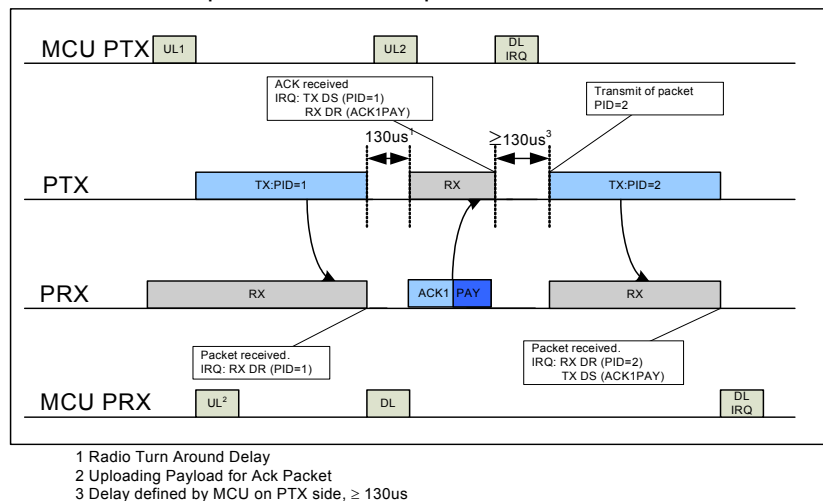 MCU PTX
UL1
UL2
DL
IRQ
ACK received
IRQ: TX DS (PID=1)
RX DR (ACK1PAY)
Transmit of packet
PID=2
130us1
≥130us3
PTX
TX:PID=1
RX
TX:PID=2
PRX
RX
ACK1 PAY
RX
Packet received.
IRQ: RX DR (PID=1)
Packet received.
IRQ: RX DR (PID=2)
TX DS (ACK1PAY)
MCU PRX
UL2
DL
DL
IRQ
1 Radio Turn Around Delay
2 Uploading Payload for Ack Packet
3 Delay defined by MCU on PTX side, ≥ 130us